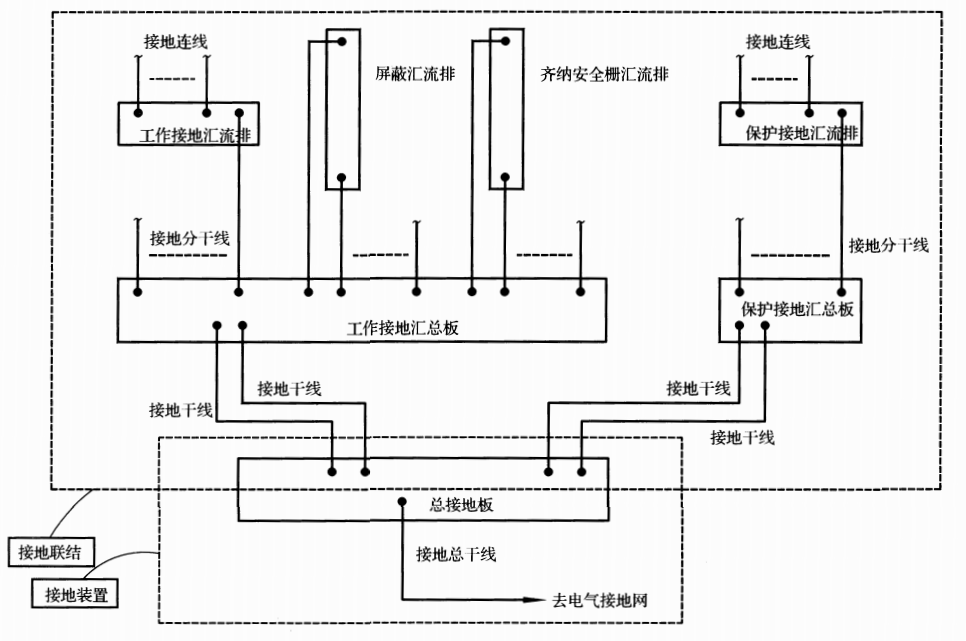 接地连线
接地连线
屏蔽汇流排
齐纳安全栅汇流排
工作接地汇流排
保护接地汇流排
接地分干线
接地分干线
保护接地汇总板
工作接地汇总板
接地干线
接地干线
接地干线
接地干线
总接地板
接地联结
接地总干线
接地装置
去电气接地网